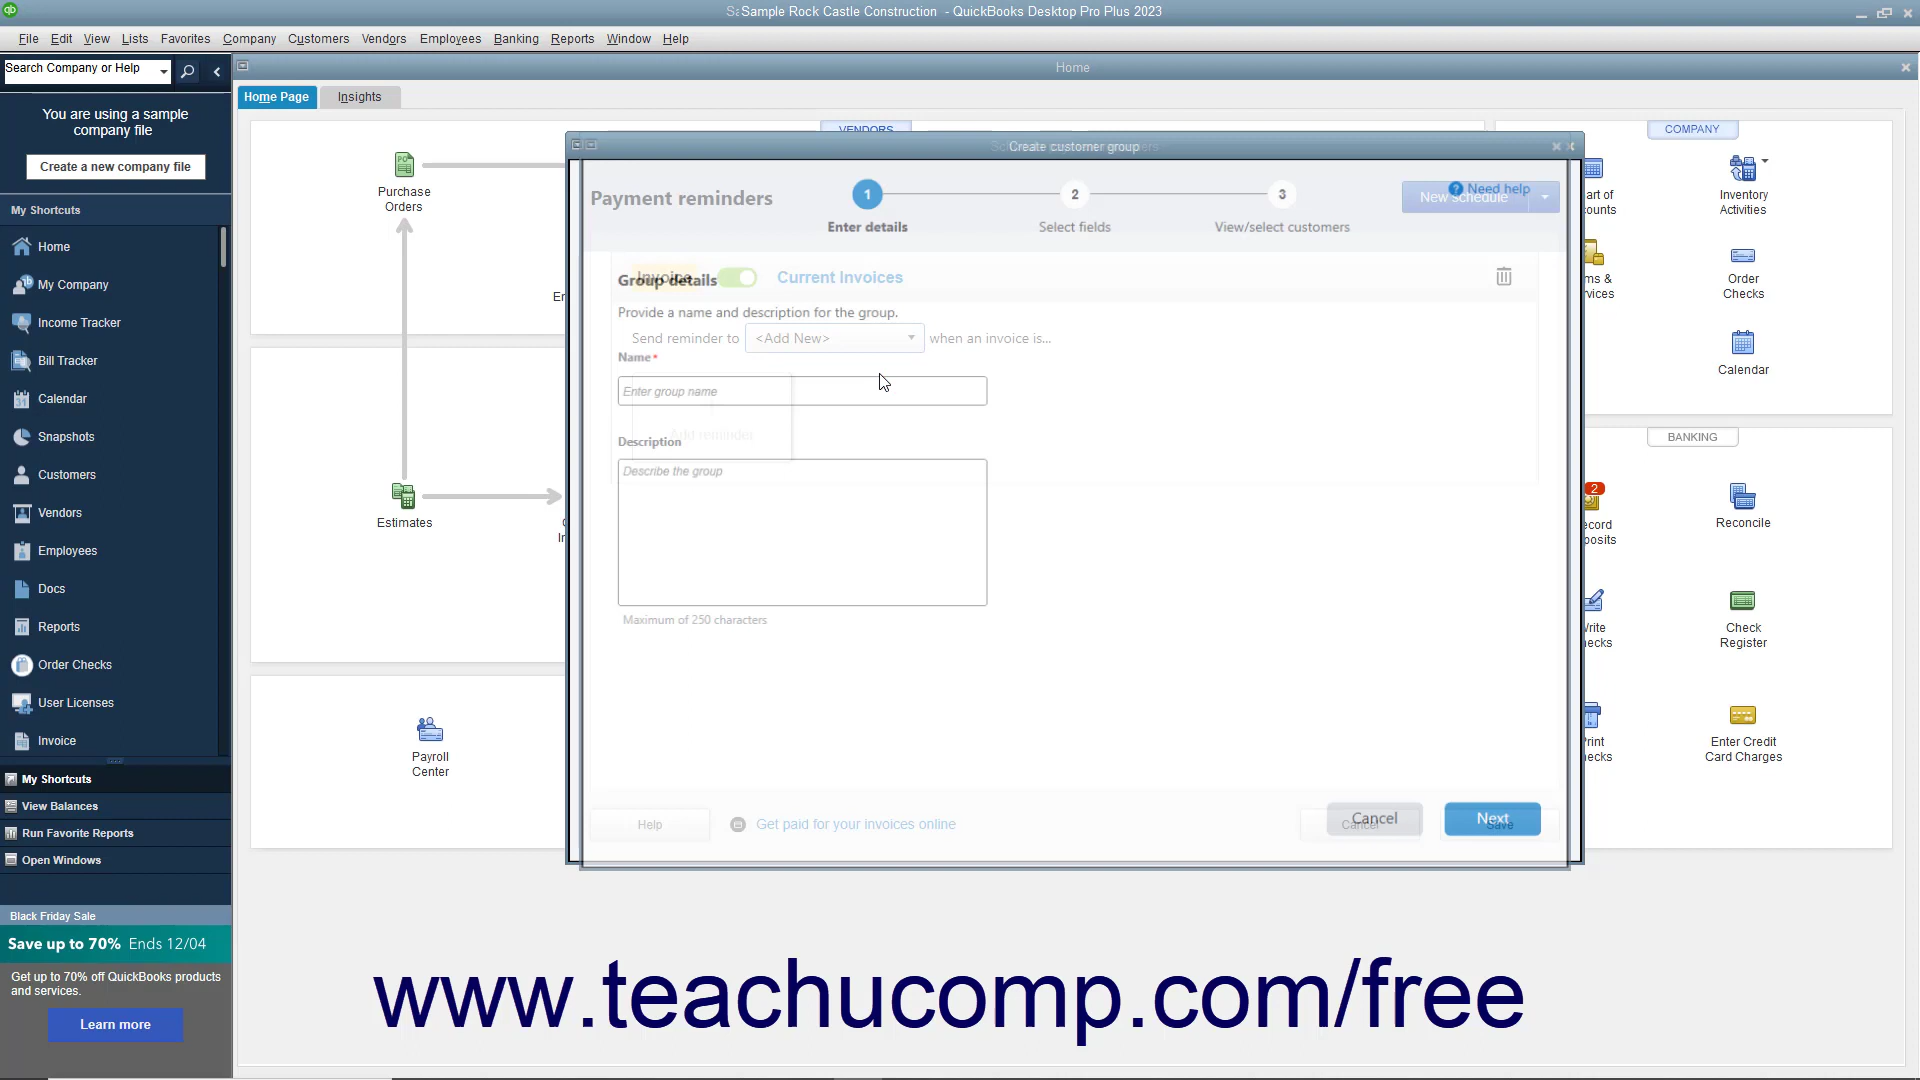 Sample Rock Castle Construction - QuickBooks Desktop Pro Plus 2023
File Edit View Lists Favorites Company Customers Vendors Employees Banking Reports Window Help
Search Company or Help
Home
Home Page
Insights
You are using a sample
company file
Create a new company file
My Shortcuts
Home
My Company
Income Tracker
Bill Tracker
Calendar
Snapshots
Customers
Vendors
Employees
Docs
Reports
Order Checks
User Licenses
Invoice
My Shortcuts
View Balances
Run Favorite Reports
Open Windows
Black Friday Sale
Save up to 70% Ends 12/04
Get up to 70% off QuickBooks products
and services.
Learn more
VENDORS
Purchase
Orders
Estimates
Payroll
Center
Create customer group
Payment reminders
1
2
3
Enter details
Select fields
View/select customers
Need help
New Schedule
Invoice
Group details
Current Invoices
Provide a name and description for the group.
Send reminder to <Add New> when an invoice is...
Name*
Enter group name
Add reminder
Description
Describe the group
Maximum of 250 characters
Help
Get paid for your invoices online
Cancel
Cancel
Next
Save
COMPANY
Inventory
Activities
Order
Checks
Calendar
BANKING
2
Reconcile
Check
Register
Enter Credit
Card Charges
www.teachucomp.com/free